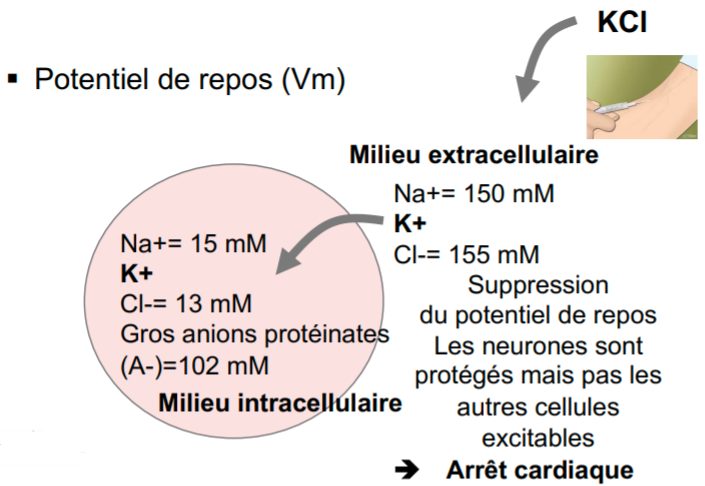 KCl
▪ Potentiel de repos (Vm)
Milieu extracellulaire
Na+= 150 mM
K+
Cl-= 155 mM
Suppression
du potentiel de repos
Les neurones sont
protégés mais pas les
autres cellules
excitables
➔ Arrêt cardiaque
Na+= 15 mM
K+
Cl-= 13 mM
Gros anions protéinates
(A-)=102 mM
Milieu intracellulaire